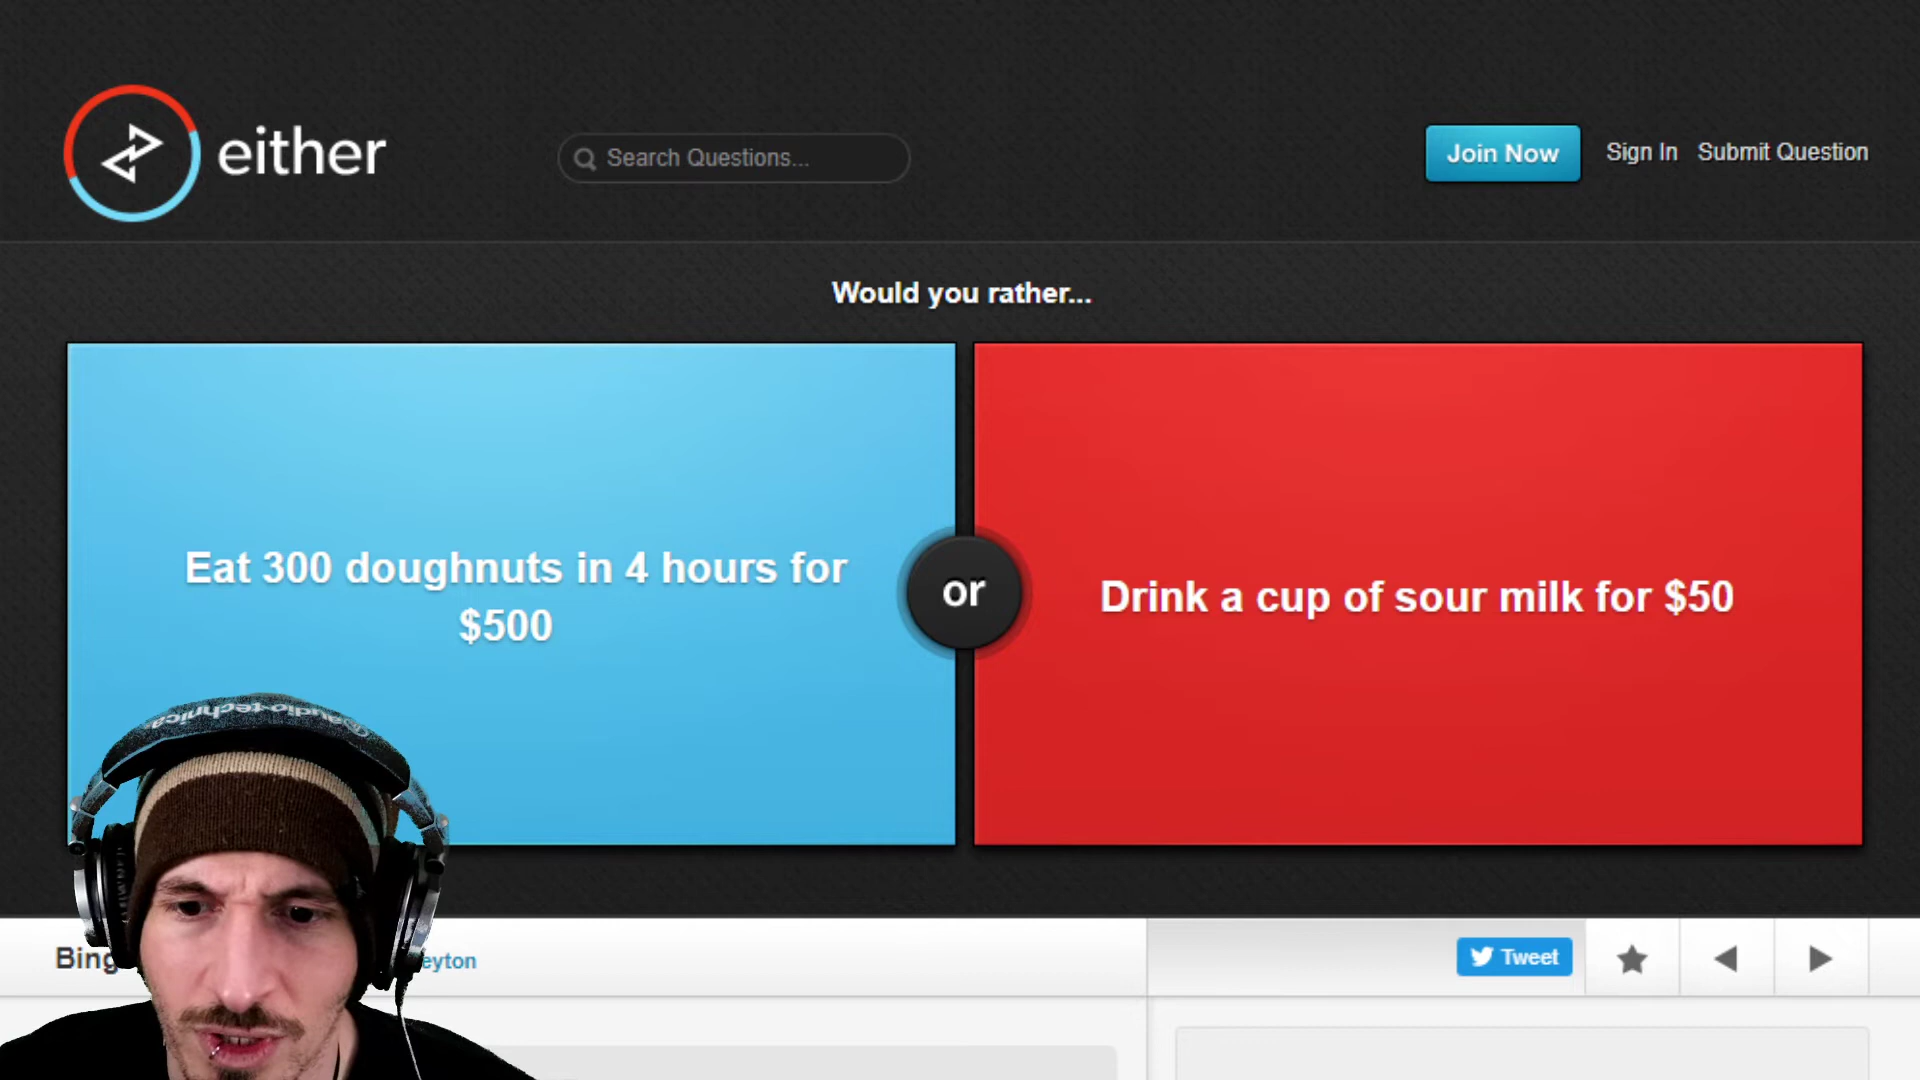 either
Search Questions...
Join Now
Sign In
Submit Question
Would you rather...
Eat 300 doughnuts in 4 hours for
$500
or
Drink a cup of sour milk for $50
audio-technica
Bing
eyton
Tweet